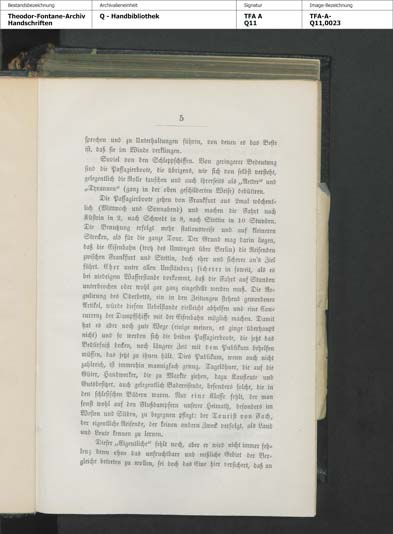 Bestandsbezeichnung
Archivalieneinheit
Signatur
Image-Bezeichnung
Theodor-Fontane-Archiv
Handschriften
Q - Handbibliothek
TFA A
Q11
TFA-A-
Q11,0023
5
sprechen und zu Unterhaltungen führen, von denen es das Beste
ist, daß sie im Winde verklingen.
Soviel von den Schleppschiffen. Von geringerer Bedeutung
sind die Passagierboote, die übrigens, wie sich von selbst versteht,
gelegentlich die Rolle tauschen und auch ihrerseits als „Retter“ und
„Tyrannen“ (ganz in der oben geschilderten Weise) debütiren.
Die Passagierboote gehen von Frankfurt aus 2mal wöchent-
lich (Mittwoch und Sonnabend) und machen die Fahrt nach
Küstrin in 2, nach Schwedt in 8, nach Stettin in 10 Stunden.
Die Benutzung erfolgt mehr stationsweise und auf kleineren
Strecken, als für die ganze Tour. Der Grund mag darin liegen,
daß die Eisenbahn (trotz des Umweges über Berlin) die Reisenden
zwischen Frankfurt und Stettin, doch eher und sicherer an's Ziel
führt. Eher unter allen Umständen; sicherer in soweit, als es
bei niedrigem Wasserstande vorkommt, daß die Fahrt auf Stunden
unterbrochen oder wohl gar ganz eingestellt werden muß. Die Re-
gulirung des Oderbetts, ein in den Zeitungen stehend gewordener
Artikel, würde diesem Uebelstande vielleicht abhelfen und eine Con-
currenz der Dampfschiffe mit der Eisenbahn möglich machen. Damit
hat es aber noch gute Wege (einige meinen, es ginge überhaupt
nicht) und so werden sich die beiden Passagierboote, die jetzt das
Bedürfniß decken, noch längere Zeit mit dem Publikum behelfen
müssen, das jetzt zu ihnen hält. Dies Publikum, wenn auch nicht
zahlreich, ist immerhin mannigfach genug. Tagelöhner, die auf die
Güter, Handwerker, die zu Markte ziehen, dazu Kaufleute und
Gutsbesitzer, auch gelegentlich Badereisende, besonders solche, die in
den schlesischen Bädern waren. Nur eine Klasse fehlt, der man
sonst wohl auf den Flußdampfern unserer Heimath, besonders im
Westen und Süden, zu begegnen pflegt: der Tourist von Fach,
der eigentliche Reisende, der keinen andern Zweck verfolgt, als Land
und Leute kennen zu lernen.
Dieser „Eigentliche“ fehlt noch, aber er wird nicht immer feh-
len; denn ohne das unfruchtbare und mißliche Gebiet der Ver-
gleiche betreten zu wollen, sei doch das Eine hier versichert, daß an